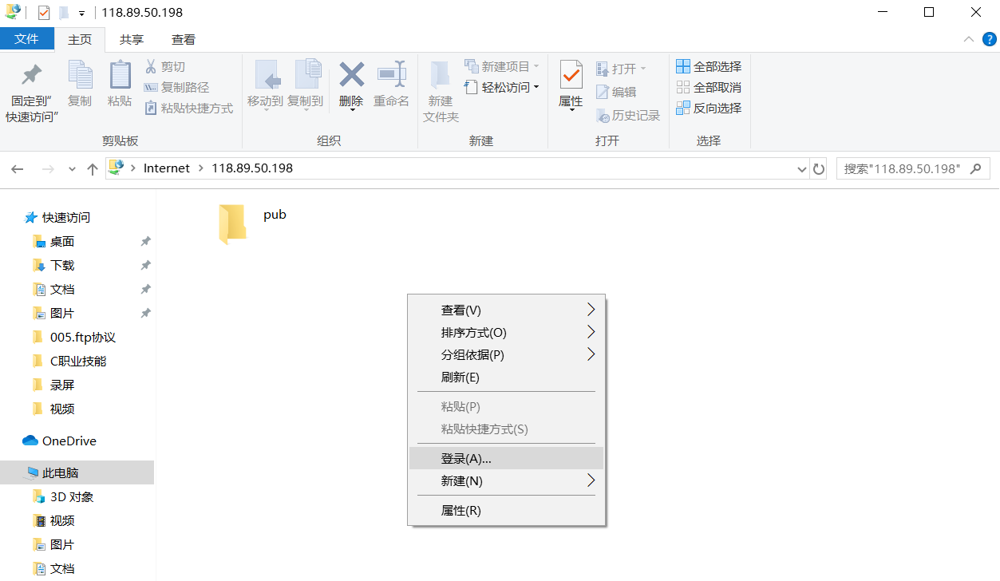 118.89.50.198
文件
主页
共享
查看
固定到"
快速访问"
复制
粘贴
剪切
复制路径
粘贴快捷方式
剪贴板
移动到
复制到
删除
重命名
组织
新建
文件夹
新建项目
轻松访问
新建
属性
打开
编辑
历史记录
打开
全部选择
全部取消
反向选择
选择
Internet
118.89.50.198
搜索"118.89.50.198"
快速访问
桌面
下载
文档
图片
005.ftp协议
C职业技能
录屏
视频
OneDrive
此电脑
3D 对象
视频
图片
文档
pub
查看(V)
排序方式(O)
分组依据(P)
刷新(E)
粘贴(P)
粘贴快捷方式(S)
登录(A)...
新建(N)
属性(R)